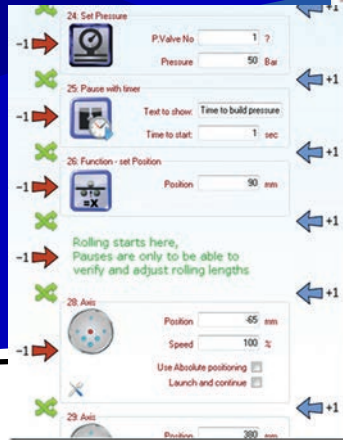 +1
24: Set Pressure
-1
P.Valve No 1 ?
Pressure 50 Bar
+1
25: Pause with timer
-1
Text to show: Time to build pressure
Time to start: 1 sec
+1
26: Function - set Position
-1
Position 90 mm
=X
+1
Rolling starts here,
-1
Pauses are only to be able to
verify and adjust rolling lengths
+1
28: Axis
Position -65 mm
-1
Speed 100 %
Use Absolute positioning
Launch and continue
+1
29: Axis
Position 380 mm